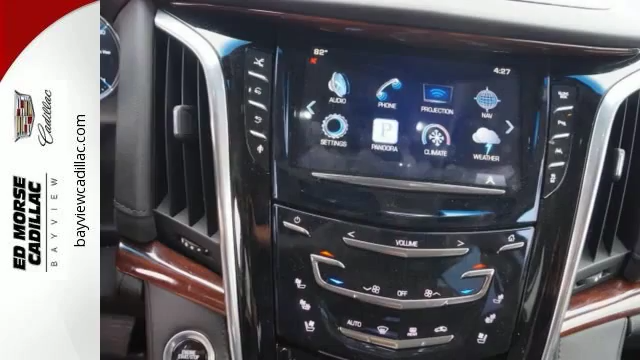 Cadillac
ED MORSE
CADILLAC
BAYVIEW
bayviewcadillac.com
82°
4:27
AUDIO
PHONE
PROJECTION
NAV
SETTINGS
PANDORA
CLIMATE
WEATHER
VOLUME
OFF
AUTO